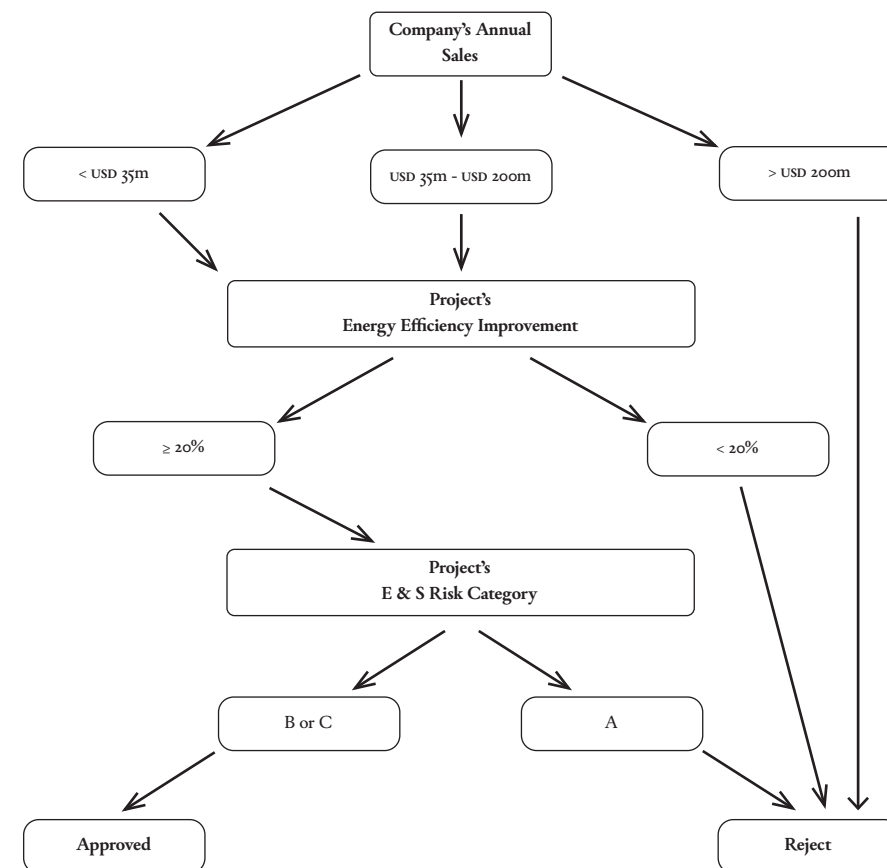 Company's Annual
Sales
< USD 35m
USD 35m - USD 200m
> USD 200m
Project's
Energy Efficiency Improvement
≥ 20%
< 20%
Project's
E & S Risk Category
B or C
A
Approved
Reject